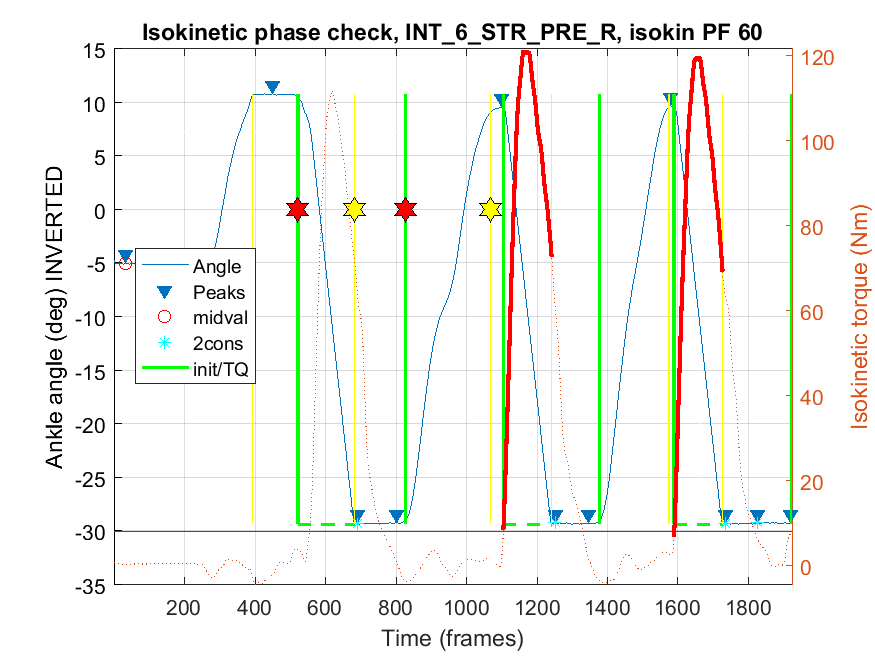 Isokinetic phase check, INT_6_STR_PRE_R, isokin PF 60
Ankle angle (deg) INVERTED
15
10
5
0
-5
-10
-15
-20
-25
-30
-35
Angle
Peaks
midval
2cons
init/TQ
120
100
80
60
40
20
0
Isokinetic torque (Nm)
200 400 600 800 1000 1200 1400 1600 1800
Time (frames)